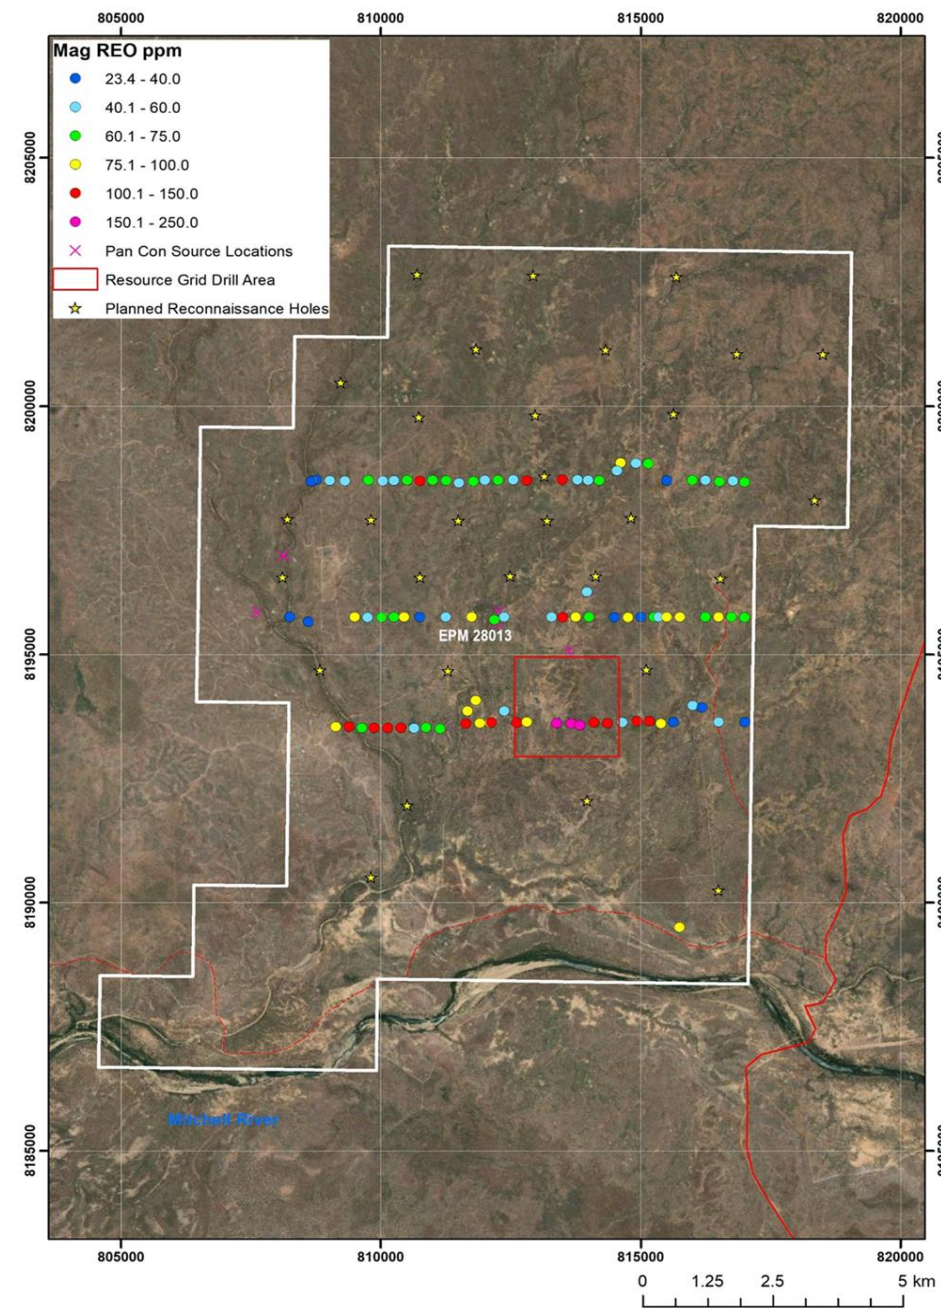 805000 810000 815000 820000
Mag REO ppm
23.4 - 40.0
40.1 - 60.0
60.1 - 75.0
75.1 - 100.0
100.1 - 150.0
150.1 - 250.0
Pan Con Source Locations
Resource Grid Drill Area
Planned Reconnaissance Holes
8205000
8200000
8195000
EPM 28013
8190000
Mitchell River
8185000
805000 810000 815000 820000
0 1.25 2.5 5 km